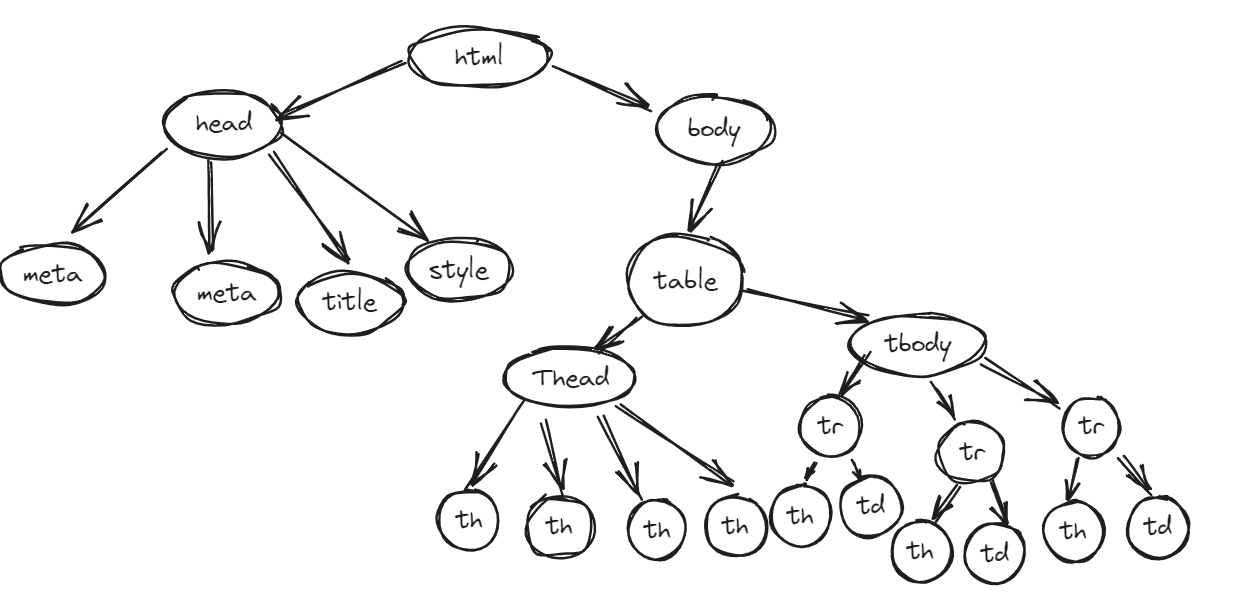 html
head
body
meta
meta
title
style
table
Thead
tbody
tr
tr
tr
th
th
th
th
th
td
th
td
th
td